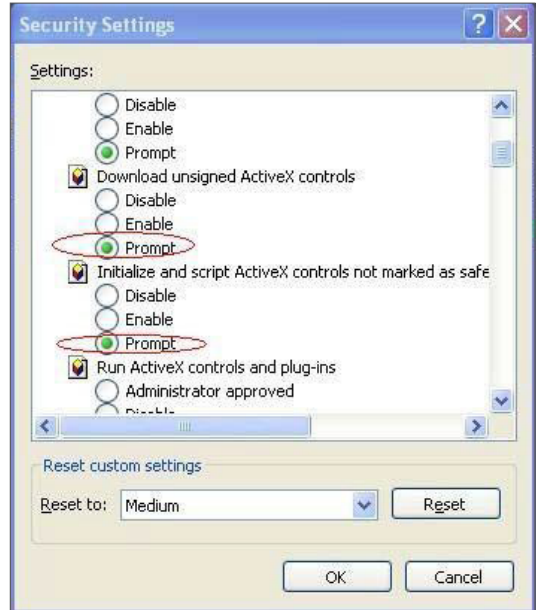 Security Settings
Settings:
Disable
Enable
Prompt
Download unsigned ActiveX controls
Disable
Enable
Prompt
Initialize and script ActiveX controls not marked as safe
Disable
Enable
Prompt
Run ActiveX controls and plug-ins
Administrator approved
Disable
Reset custom settings
Reset to: Medium Reset
OK Cancel